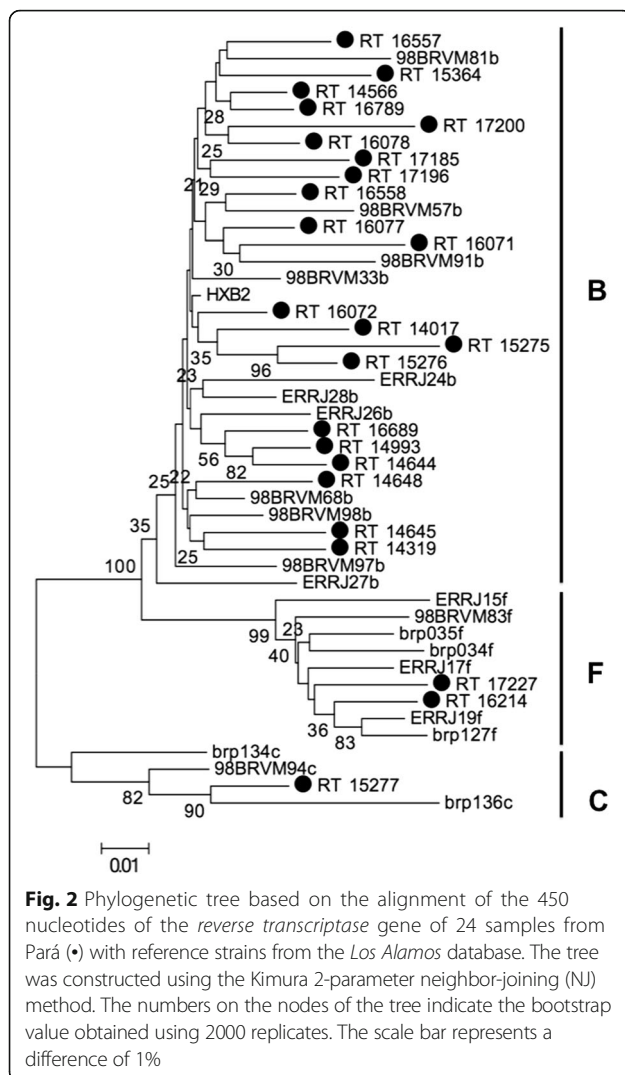 RT 16557
98BRVM81b
RT 15364
RT 14566
RT 16789
28
RT 17200
RT 16078
25
RT 17185
RT 17196
21
29
RT 16558
98BRVM57b
RT 16077
RT 16071
98BRVM91b
30
98BRVM33b
HXB2
RT 16072
RT 14017
RT 15275
35
RT 15276
96
23
ERRJ24b
ERRJ28b
ERRJ26b
RT 16689
RT 14993
56
RT 14644
82
25
22
RT 14648
98BRVM68b
98BRVM98b
35
RT 14645
RT 14319
25
98BRVM97b
100
ERRJ27b
B
ERRJ15f
98BRVM83f
99
23
brp035f
40
brp034f
ERRJ17f
RT 17227
RT 16214
36
ERRJ19f
83
brp127f
F
brp134c
98BRVM94c
82
RT 15277
90
brp136c
C
0.01
Fig. 2 Phylogenetic tree based on the alignment of the 450
nucleotides of the reverse transcriptase gene of 24 samples from
Pará (•) with reference strains from the Los Alamos database. The tree
was constructed using the Kimura 2-parameter neighbor-joining (NJ)
method. The numbers on the nodes of the tree indicate the bootstrap
value obtained using 2000 replicates. The scale bar represents a
difference of 1%